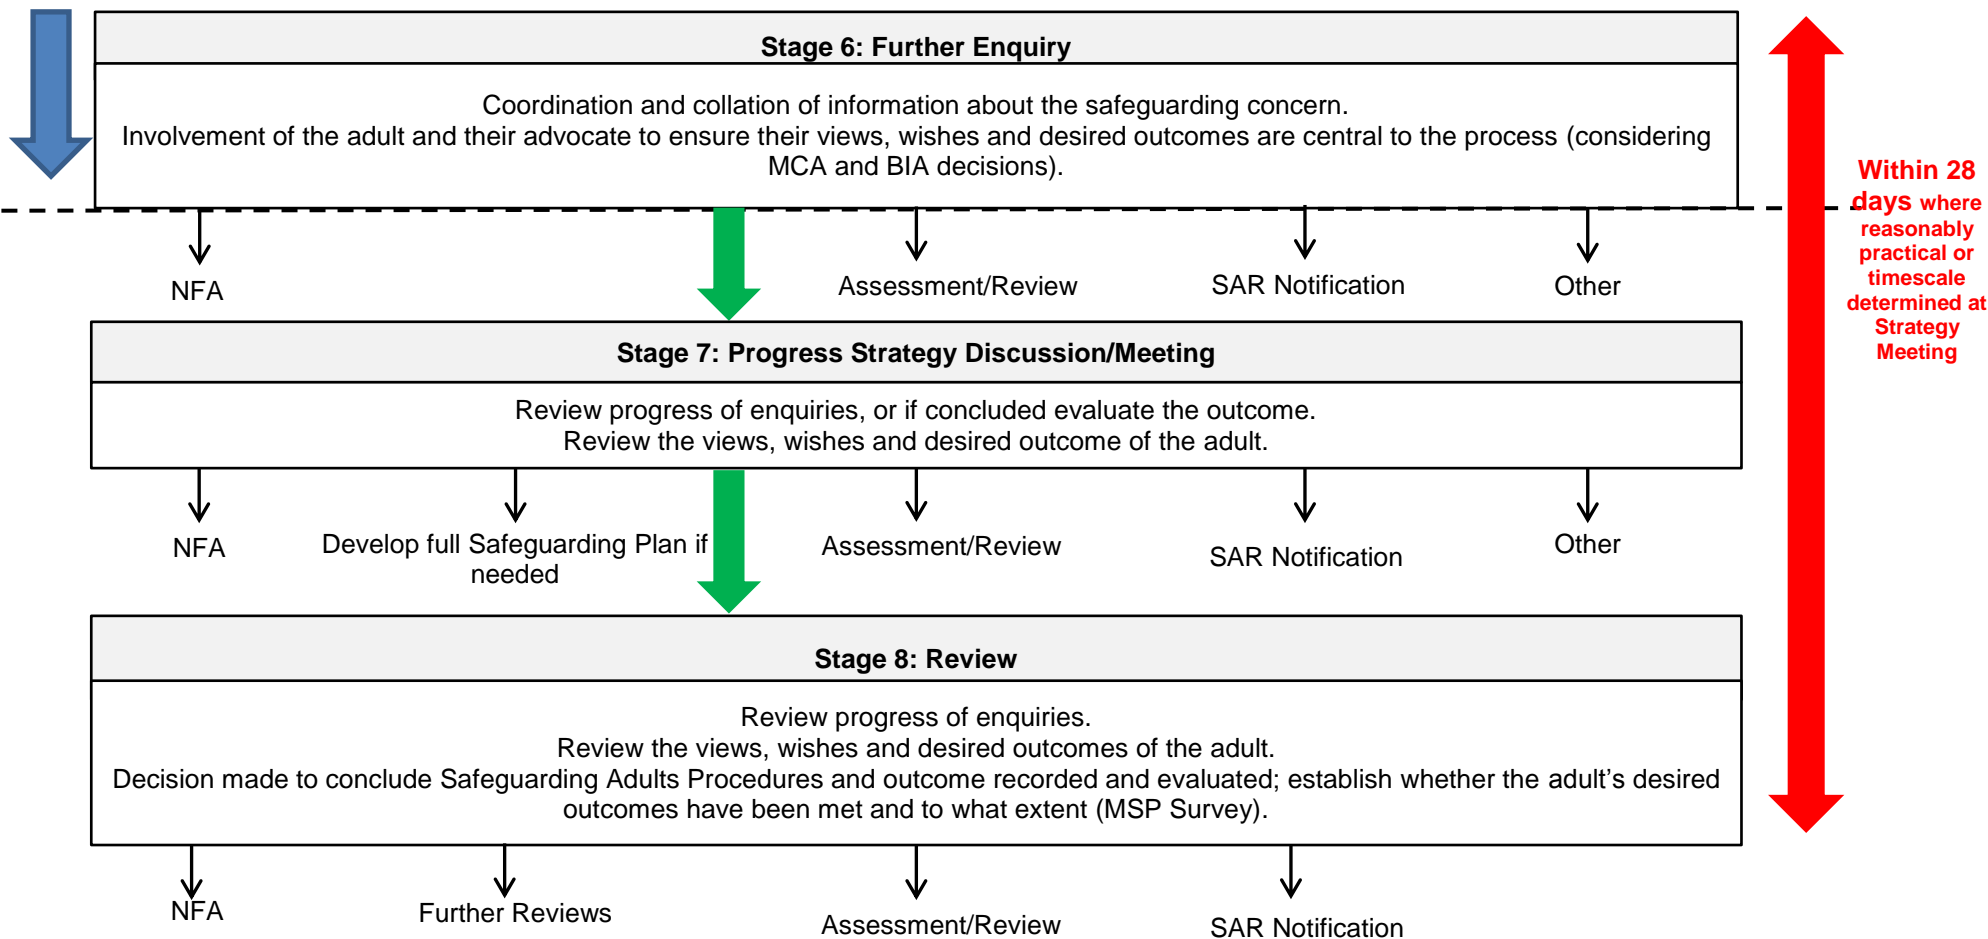 Stage 6: Further Enquiry
Coordination and collation of information about the safeguarding concern.
Involvement of the adult and their advocate to ensure their views, wishes and desired outcomes are central to the process (considering
MCA and BIA decisions).
Within 28
days where
reasonably
practical or
timescale
determined at
Strategy
Meeting
NFA
Assessment/Review
SAR Notification
Other
Stage 7: Progress Strategy Discussion/Meeting
Review progress of enquiries, or if concluded evaluate the outcome.
Review the views, wishes and desired outcome of the adult.
NFA
Develop full Safeguarding Plan if
needed
Assessment/Review
SAR Notification
Other
Stage 8: Review
Review progress of enquiries.
Review the views, wishes and desired outcomes of the adult.
Decision made to conclude Safeguarding Adults Procedures and outcome recorded and evaluated; establish whether the adult’s desired
outcomes have been met and to what extent (MSP Survey).
NFA
Further Reviews
Assessment/Review
SAR Notification